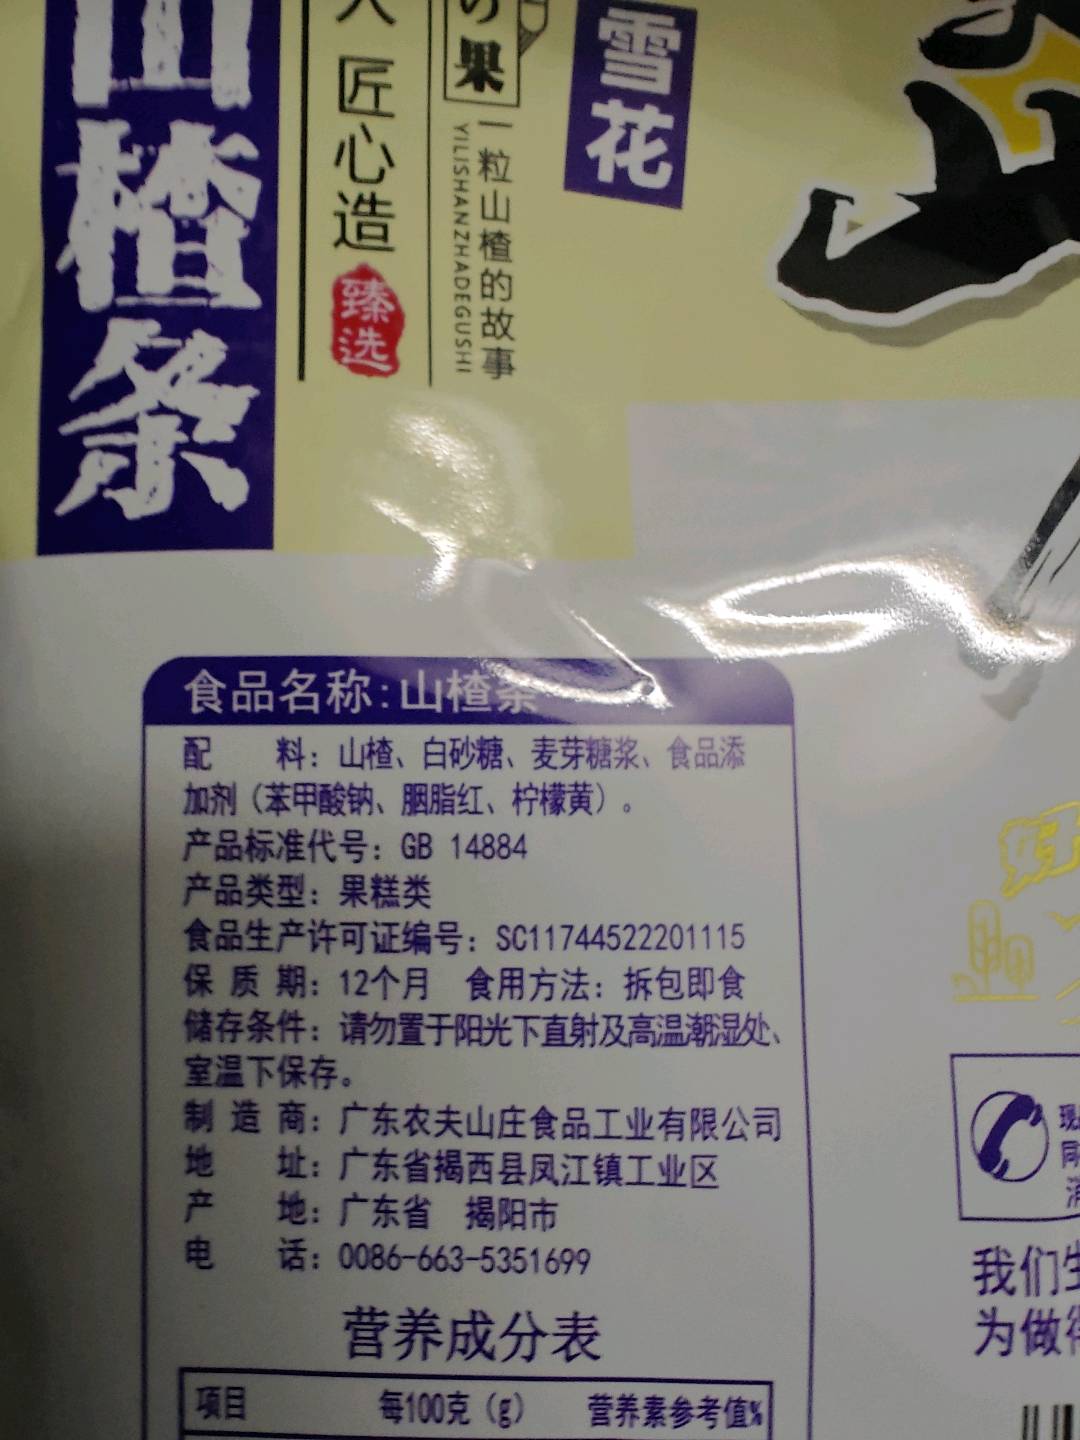 山楂条
人 匠心造
臻选
の果
一粒山楂的故事
YILISHANZHADEGUSHI
雪花
山
食品名称:山楂条
配 料：山楂、白砂糖、麦芽糖浆、食品添
加剂（苯甲酸钠、胭脂红、柠檬黄）。
产品标准代号：GB 14884
产品类型：果糕类
食品生产许可证编号：SC11744522201115
保 质 期：12个月 食用方法：拆包即食
储存条件：请勿置于阳光下直射及高温潮湿处、
室温下保存。
制 造 商：广东农夫山庄食品工业有限公司
地 址：广东省揭西县凤江镇工业区
产 地：广东省 揭阳市
电 话：0086-663-5351699
营养成分表
项目 每100克（g） 营养素参考值%
好
我们
为做